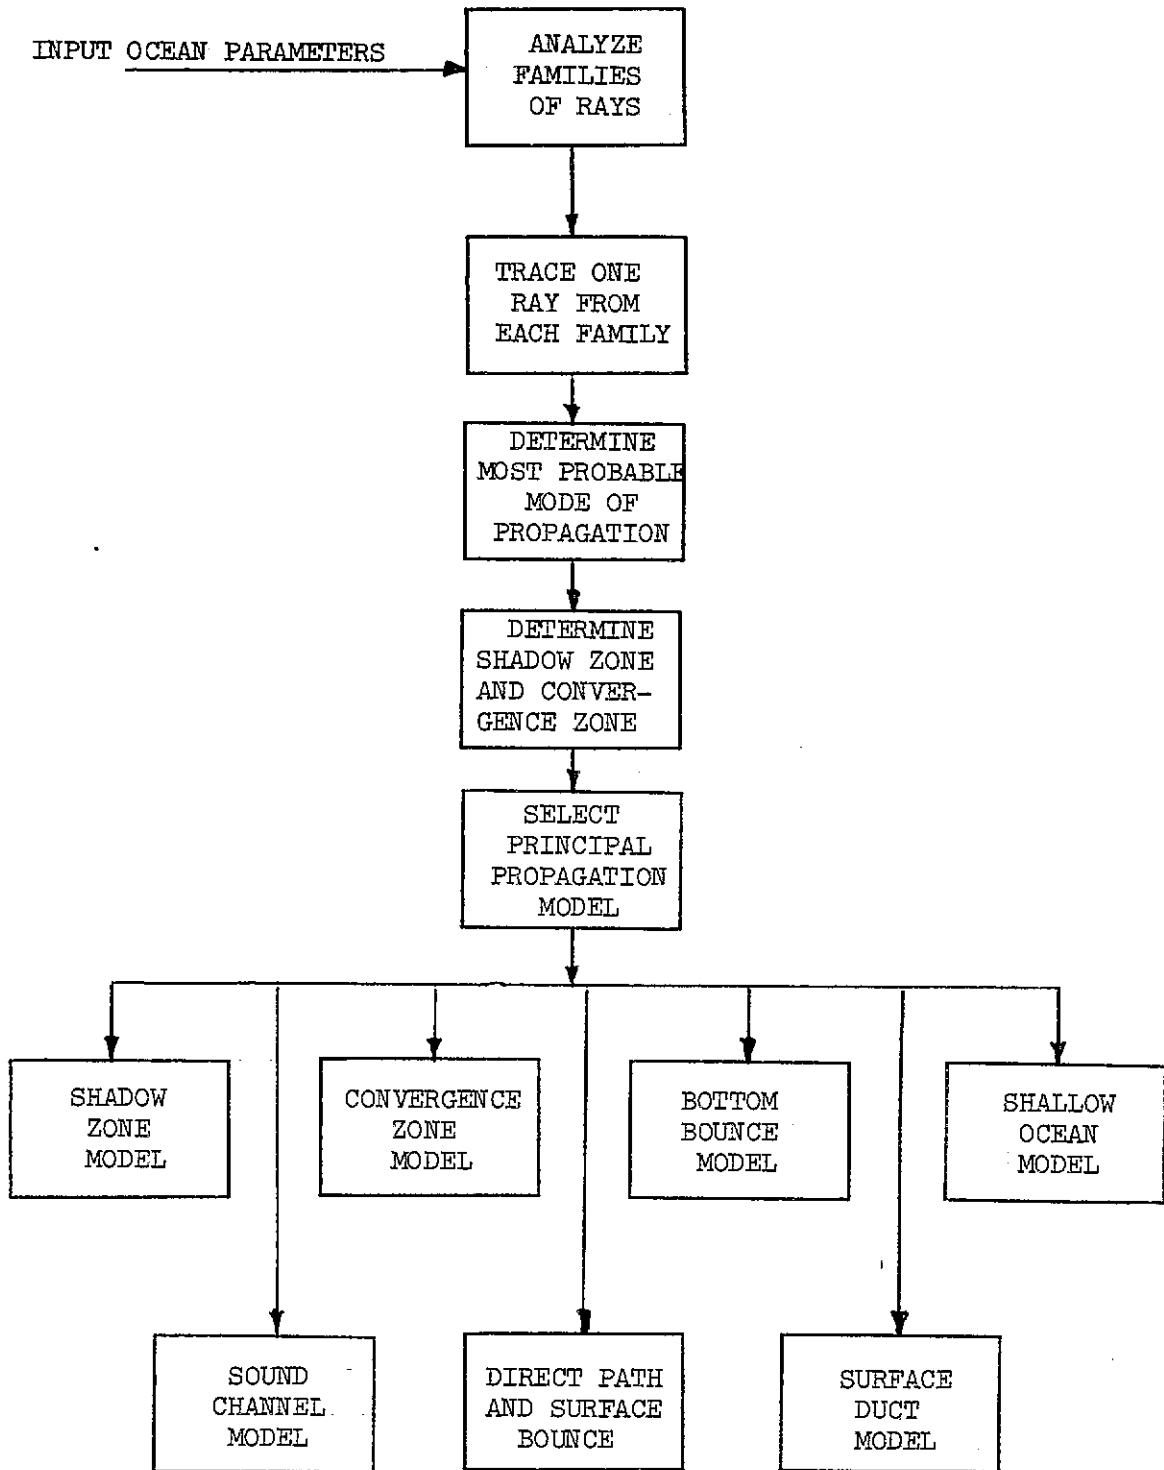 INPUT OCEAN PARAMETERS
ANALYZE
FAMILIES
OF RAYS
TRACE ONE
RAY FROM
EACH FAMILY
DETERMINE
MOST PROBABLE
MODE OF
PROPAGATION
DETERMINE
SHADOW ZONE
AND CONVER-
GENCE ZONE
SELECT
PRINCIPAL
PROPAGATION
MODEL
SHADOW
ZONE
MODEL
CONVERGENCE
ZONE
MODEL
BOTTOM
BOUNCE
MODEL
SHALLOW
OCEAN
MODEL
SOUND
CHANNEL
MODEL
DIRECT PATH
AND SURFACE
BOUNCE
SURFACE
DUCT
MODEL